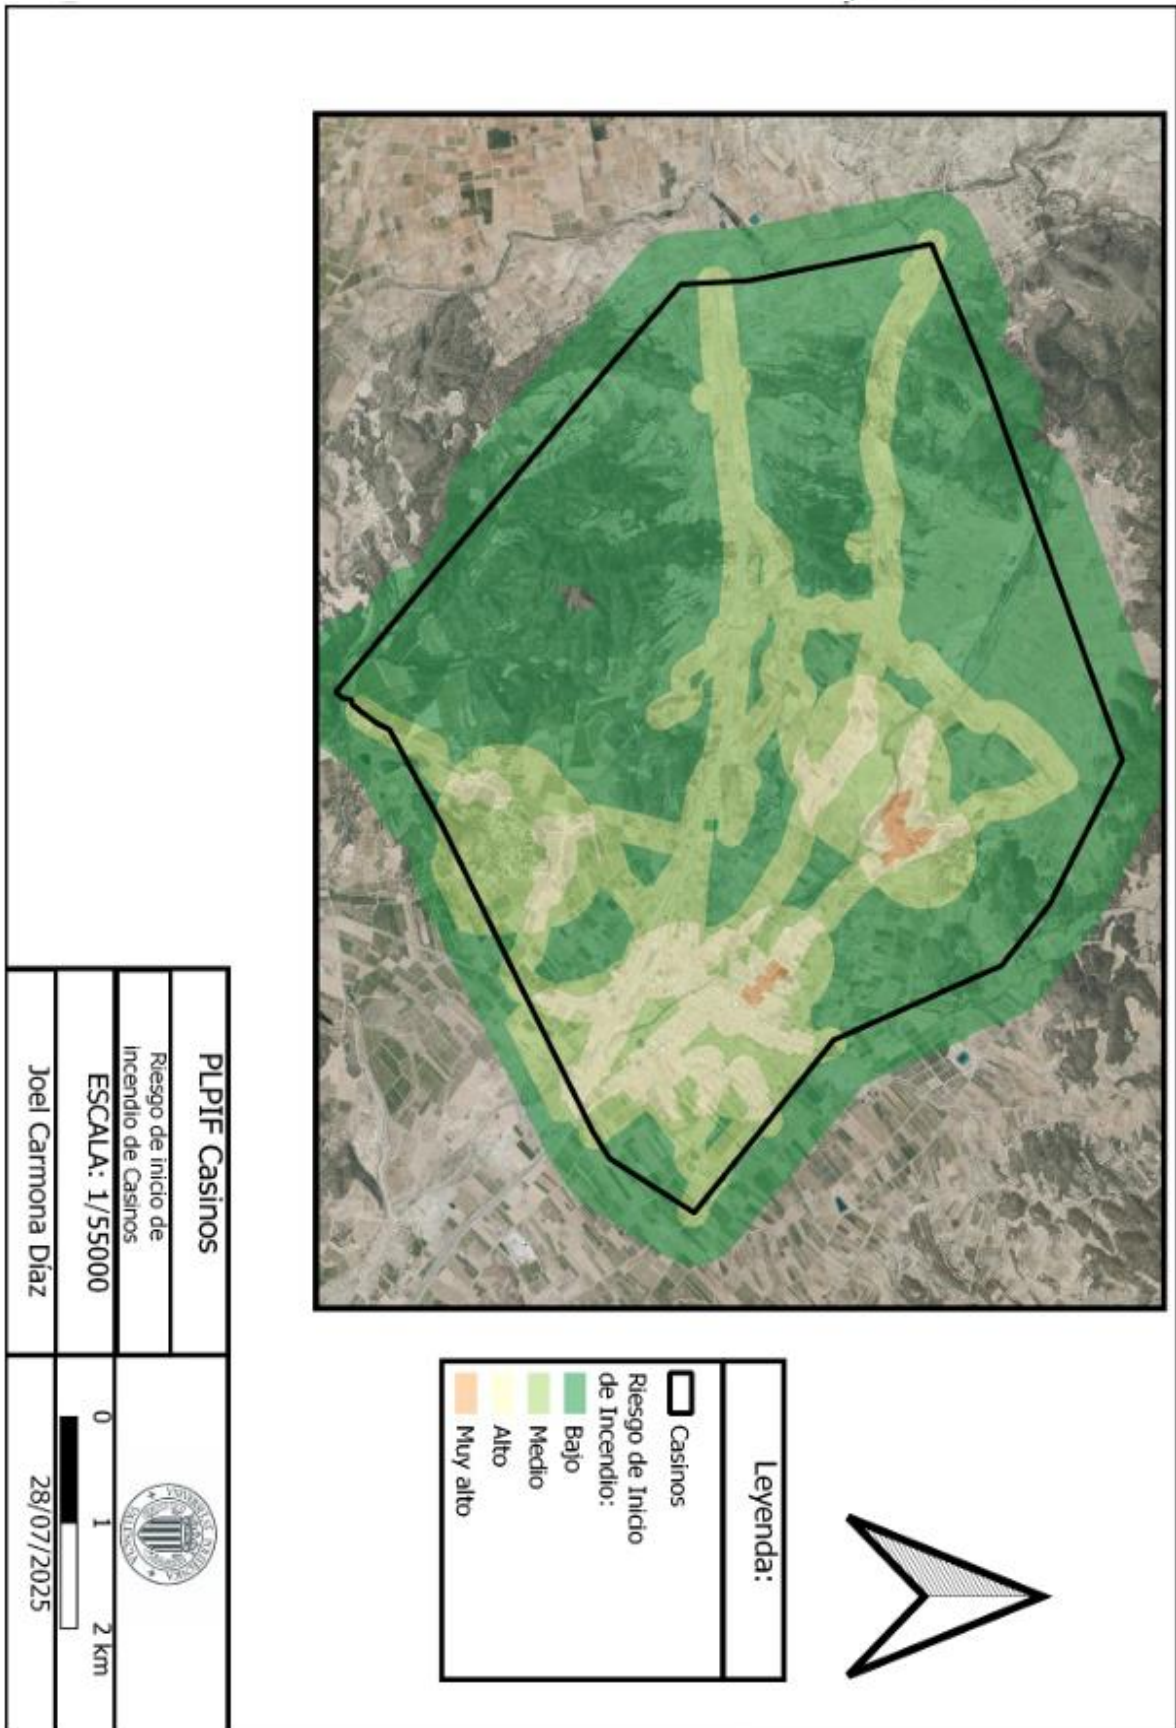 Leyenda:
Casinos
Riesgo de Inicio
de Incendio:
Bajo
Medio
Alto
Muy alto
PLPIF Casinos
Riesgo de inicio de
incendio de Casinos
ESCALA: 1/55000
0 1 2 km
Joel Carmona Díaz
28/07/2025